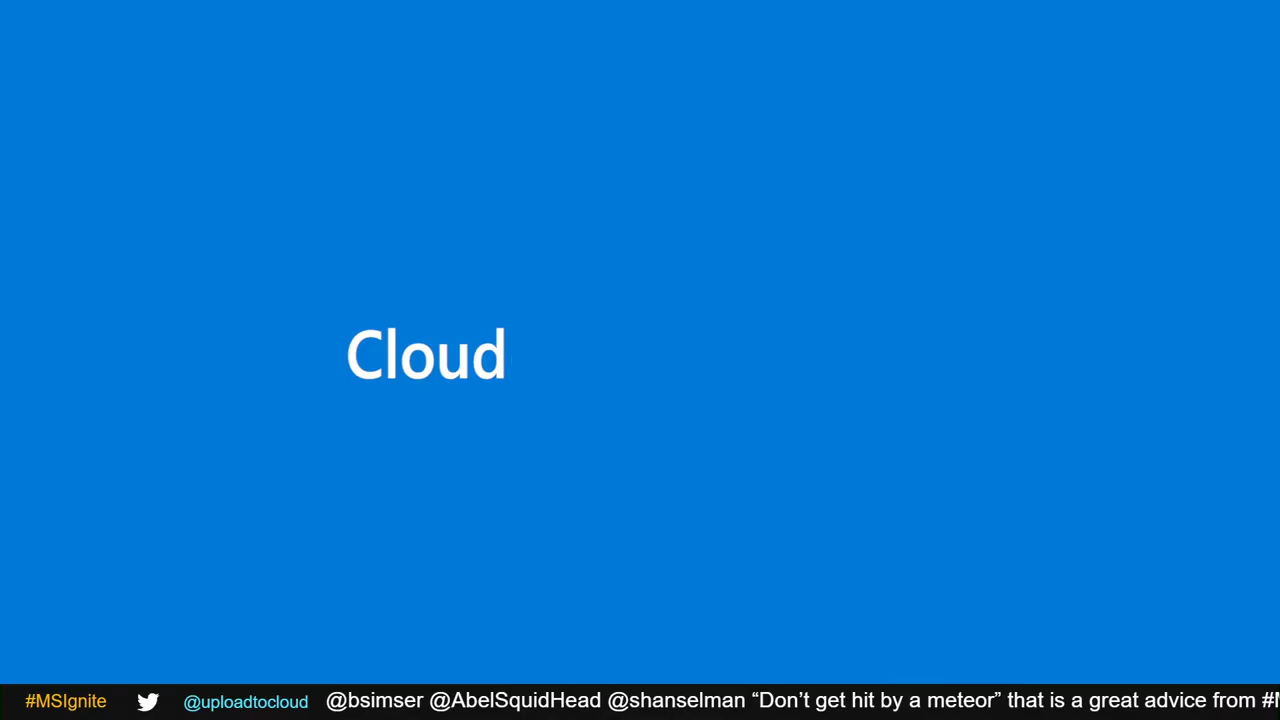 Cloud
#MSIgnite @uploadtocloud @bsimser @AbelSquidHead @shanselman “Don’t get hit by a meteor” that is a great advice from